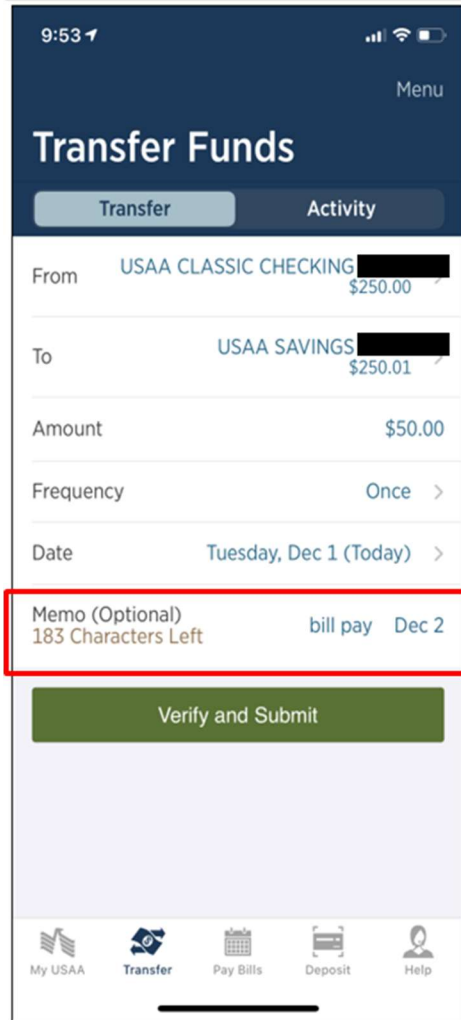 9:53
Menu
Transfer Funds
Transfer Activity
From USAA CLASSIC CHECKING
$250.00
To USAA SAVINGS
$250.01
Amount $50.00
Frequency Once
Date Tuesday, Dec 1 (Today)
Memo (Optional) bill pay Dec 2
183 Characters Left
Verify and Submit
My USAA Transfer Pay Bills Deposit Help